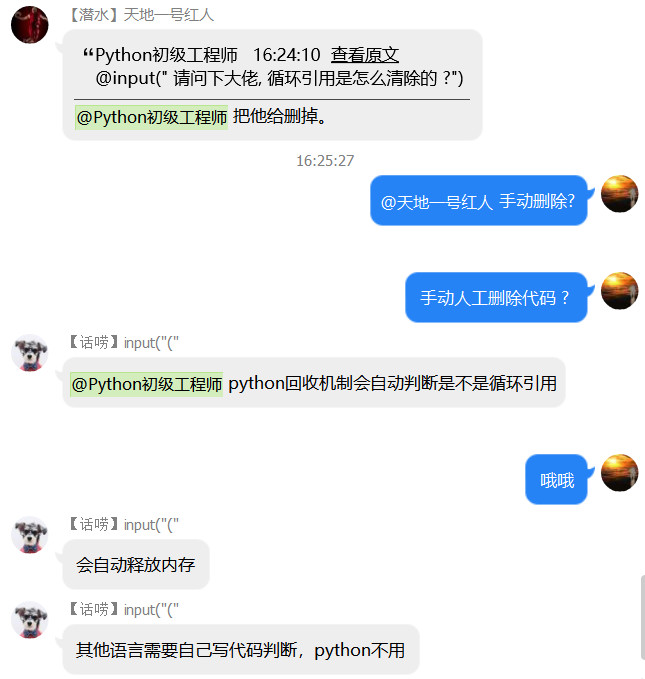 【潜水】天地一号红人
“Python初级工程师 16:24:10 查看原文
@input(" 请问下大佬, 循环引用是怎么清除的 ?")
@Python初级工程师 把他给删掉。
16:25:27
@天地一号红人 手动删除?
手动人工删除代码 ?
【话唠】input("("
@Python初级工程师 python回收机制会自动判断是不是循环引用
哦哦
【话唠】input("("
会自动释放内存
【话唠】input("("
其他语言需要自己写代码判断，python不用